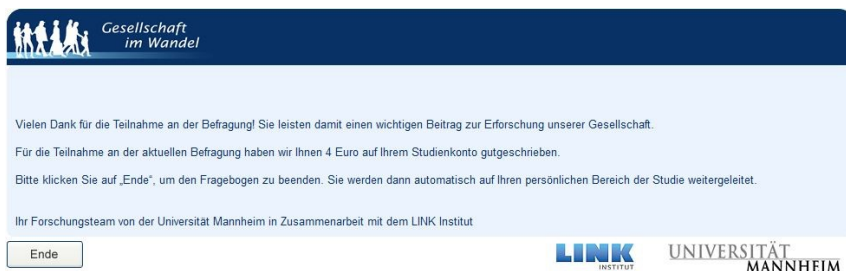 Gesellschaft
im Wandel
Vielen Dank für die Teilnahme an der Befragung! Sie leisten damit einen wichtigen Beitrag zur Erforschung unserer Gesellschaft.
Für die Teilnahme an der aktuellen Befragung haben wir Ihnen 4 Euro auf Ihrem Studienkonto gutgeschrieben.
Bitte klicken Sie auf „Ende“, um den Fragebogen zu beenden. Sie werden dann automatisch auf Ihren persönlichen Bereich der Studie weitergeleitet.
Ihr Forschungsteam von der Universität Mannheim in Zusammenarbeit mit dem LINK Institut
Ende
LINK
INSTITUT
UNIVERSITÄT
MANNHEIM